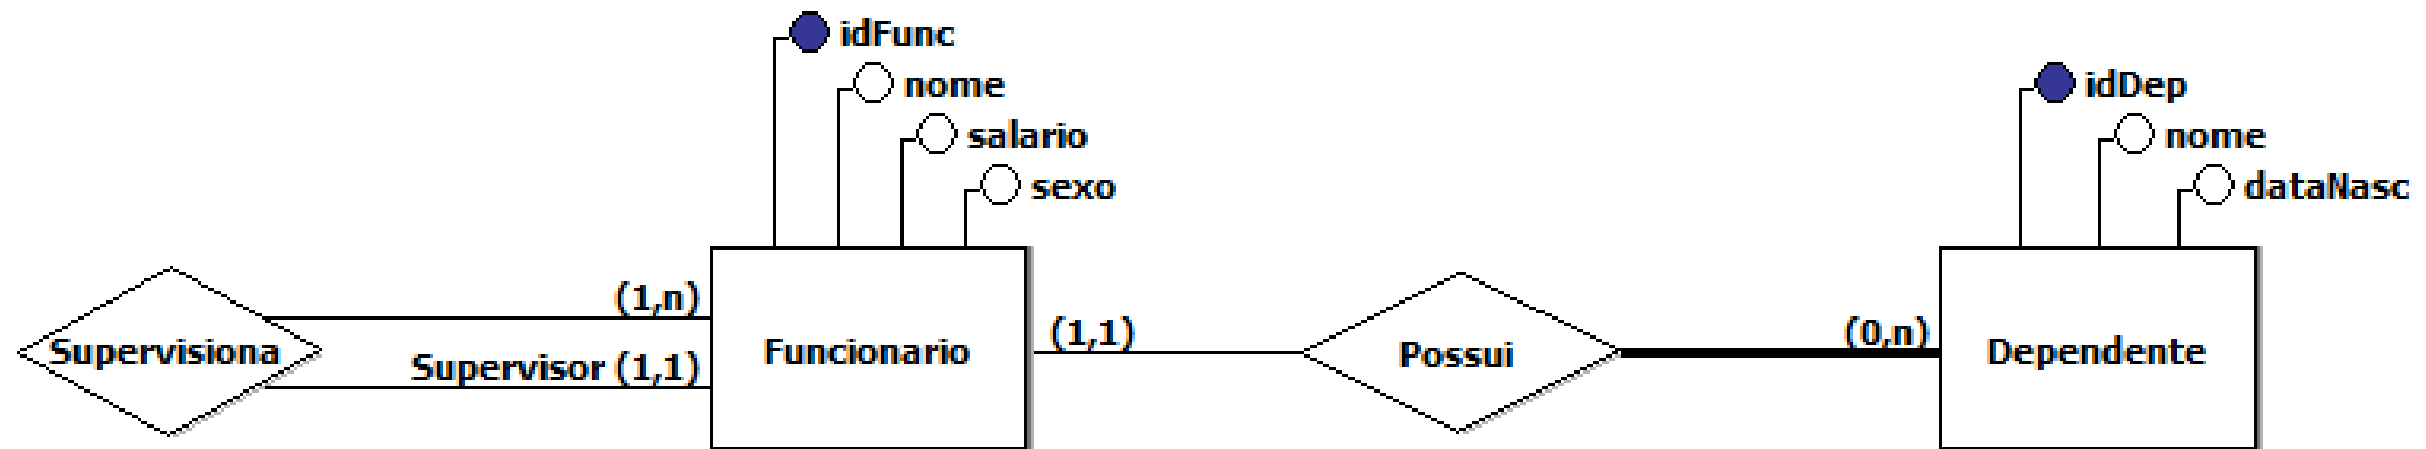 idFunc
nome
salario
sexo
idDep
nome
dataNasc
Supervisiona
(1,n)
Supervisor (1,1)
Funcionario
(1,1)
Possui
(0,n)
Dependente